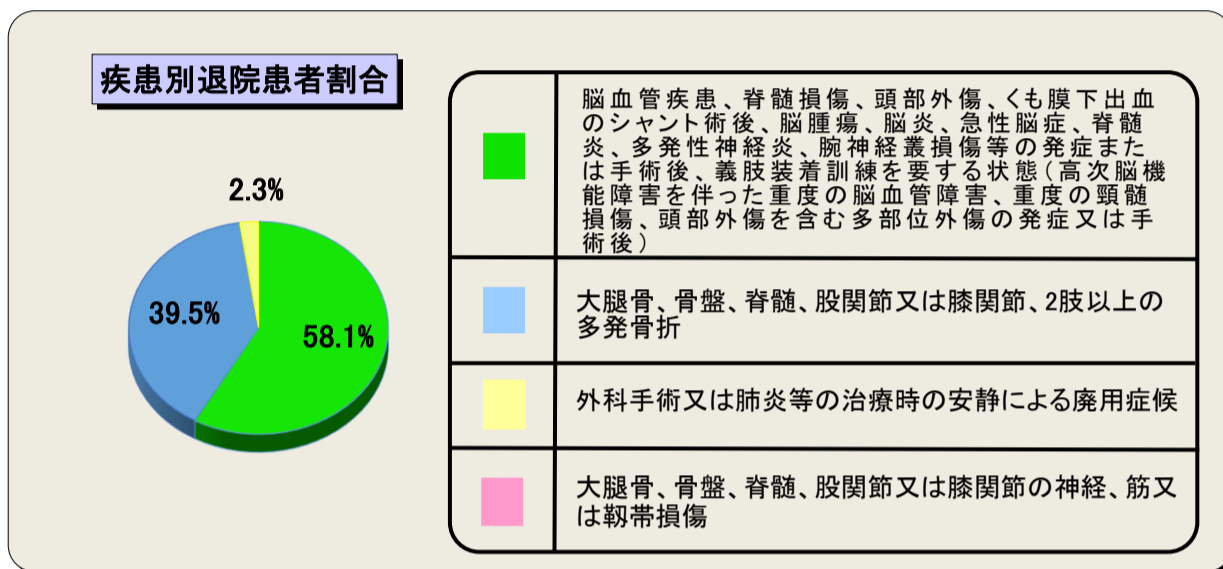 疾患別退院患者割合
2.3%
39.5%
58.1%
脳血管疾患、脊髄損傷、頭部外傷、くも膜下出血
のシャント術後、脳腫瘍、脳炎、急性脳症、脊髄
炎、多発性神経炎、腕神経叢損傷等の発症また
は手術後、義肢装着訓練を要する状態(高次脳機
能障害を伴った重度の脳血管障害、重度の頸髄
損傷、頭部外傷を含む多部位外傷の発症又は手
術後)
大腿骨、骨盤、脊髄、股関節又は膝関節、2肢以上の
多発骨折
外科手術又は肺炎等の治療時の安静による廃用症候
大腿骨、骨盤、脊髄、股関節又は膝関節の神経、筋又
は靱帯損傷